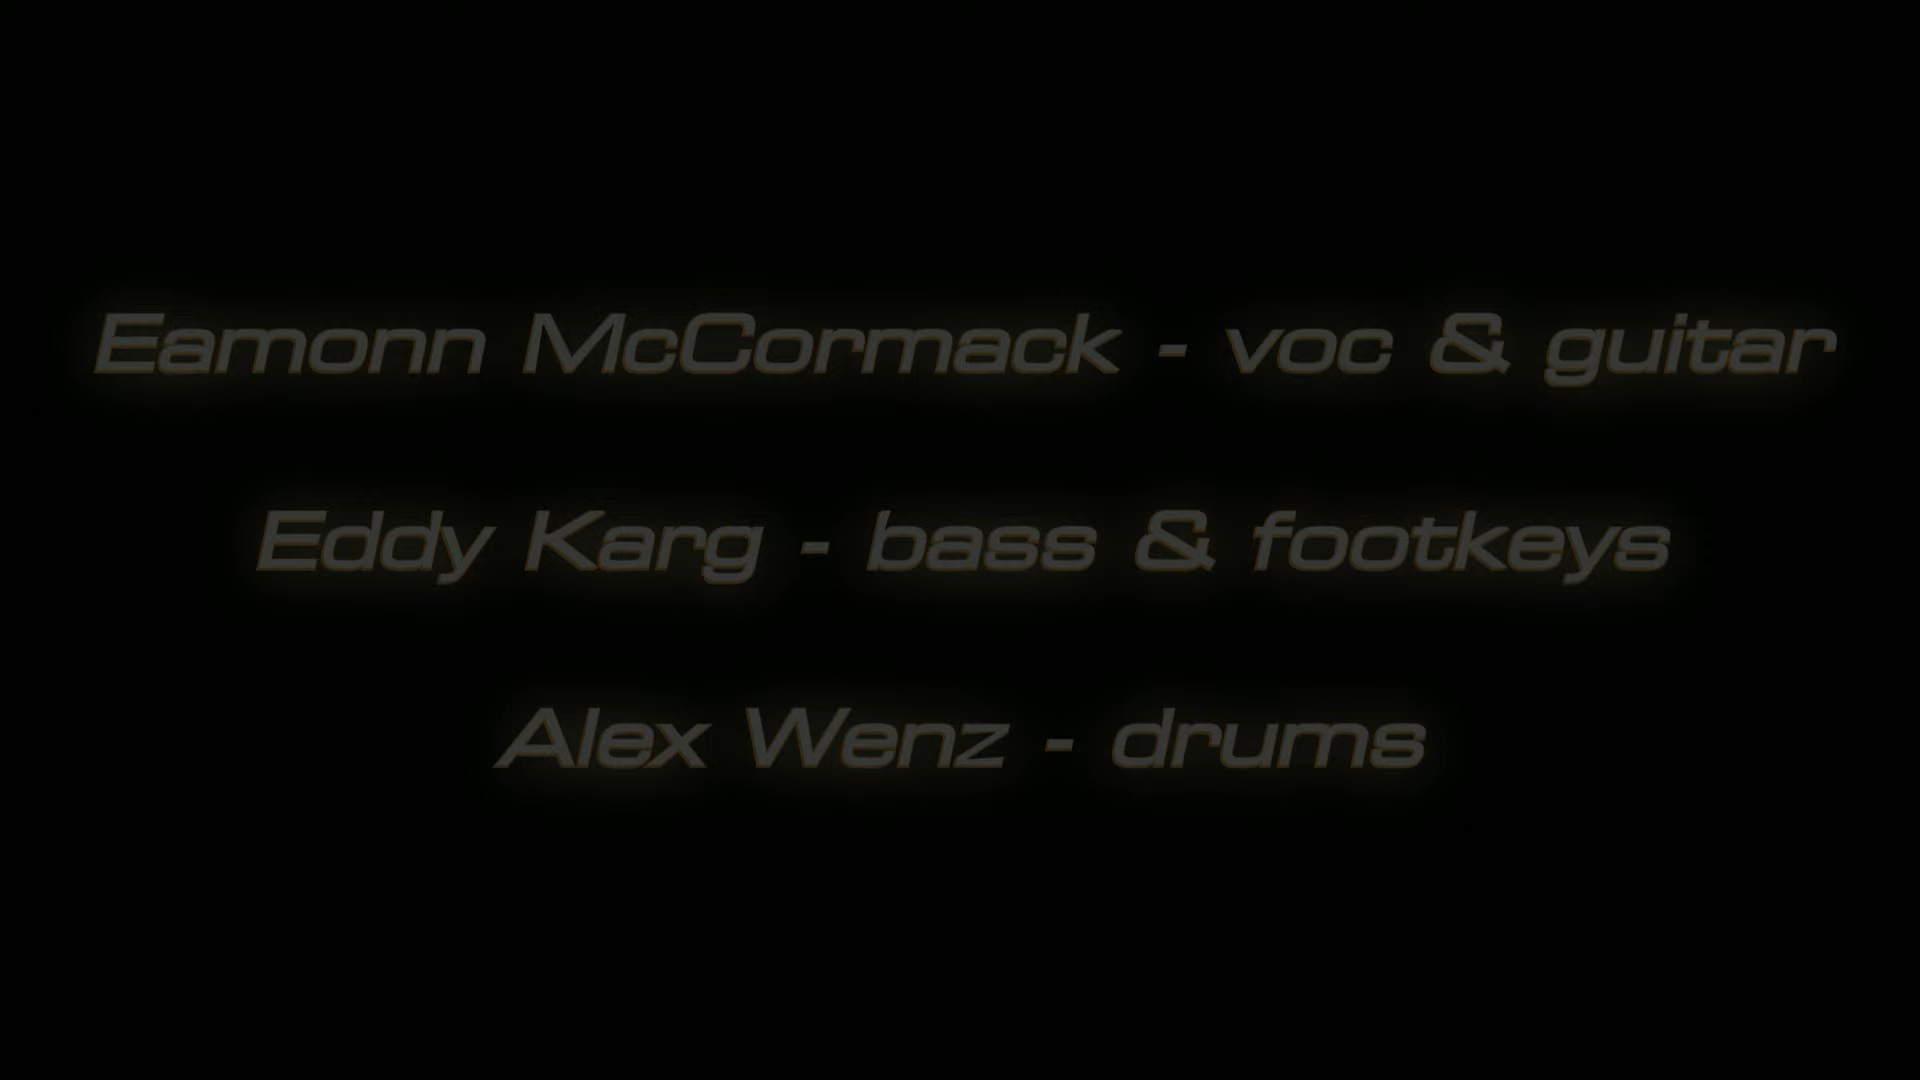 Eamonn McCormack - voc & guitar
Eddy Karg - bass & footkeys
Alex Wenz - drums